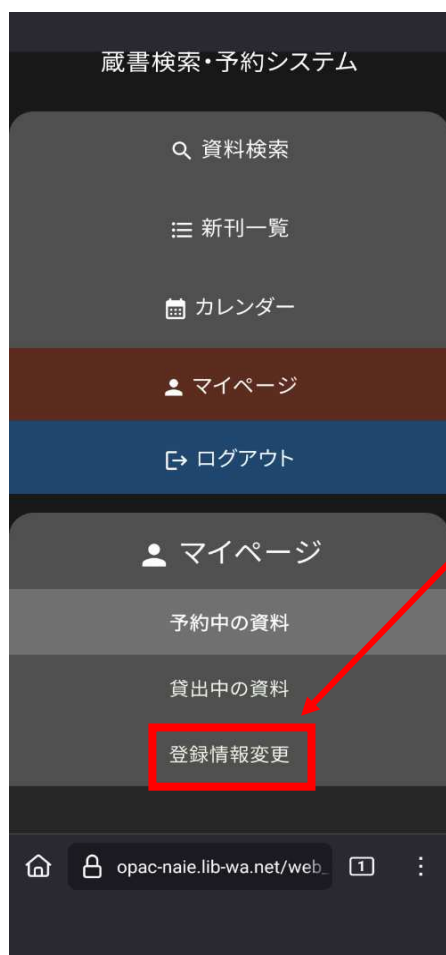 蔵書検索・予約システム
資料検索
新刊一覧
カレンダー
マイページ
ログアウト
マイページ
予約中の資料
貸出中の資料
登録情報変更
opac-naie.lib-wa.net/web_
1